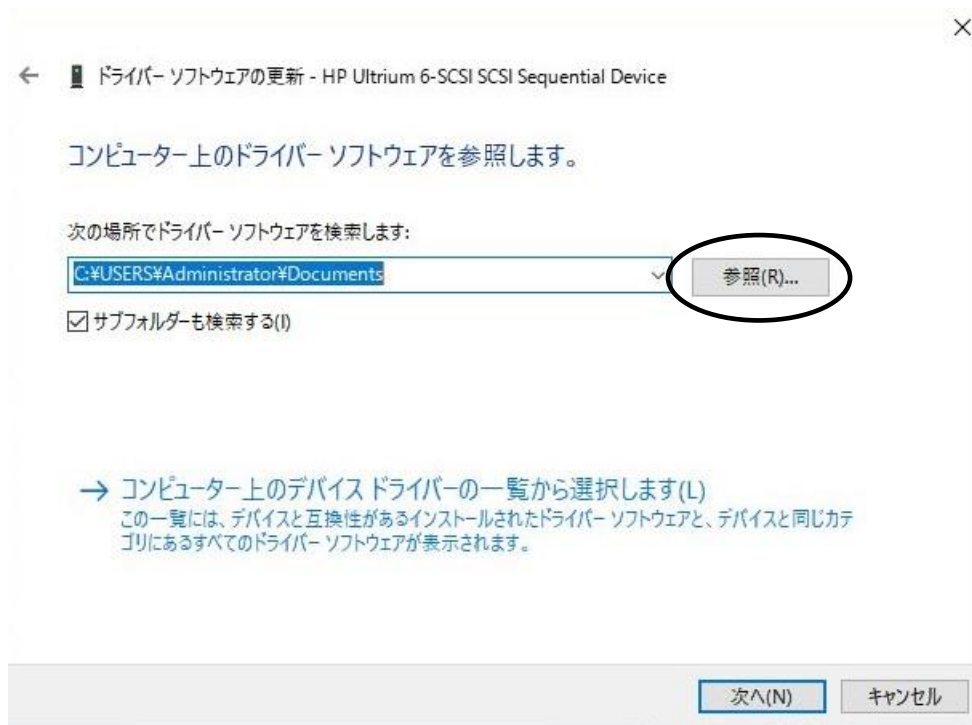 ドライバー ソフトウェアの更新 - HP Ultrium 6-SCSI SCSI Sequential Device
コンピューター上のドライバー ソフトウェアを参照します。
次の場所でドライバー ソフトウェアを検索します:
C:¥USERS¥Administrator¥Documents
参照(R)...
サブフォルダーも検索する(I)
コンピューター上のデバイス ドライバーの一覧から選択します(L)
この一覧には、デバイスと互換性があるインストールされたドライバー ソフトウェアと、デバイスと同じカテ
ゴリにあるすべてのドライバー ソフトウェアが表示されます。
次へ(N)
キャンセル